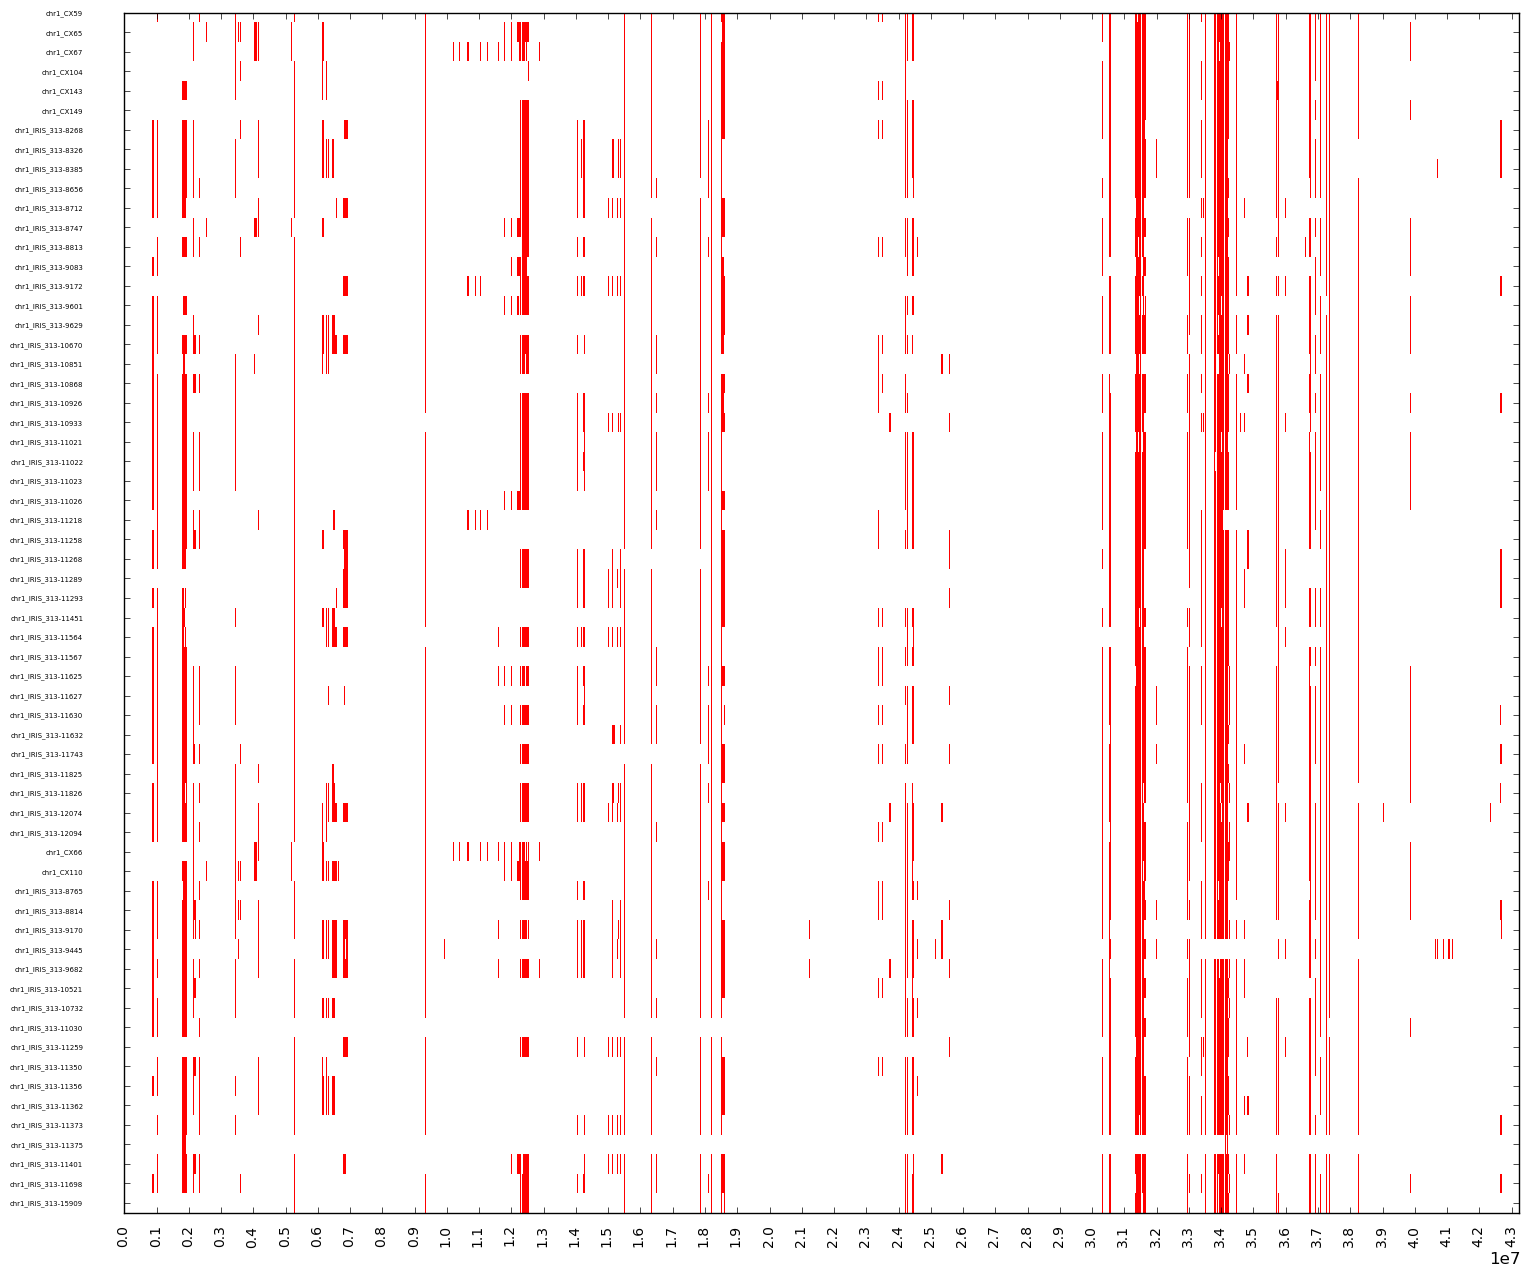 chr1_CX59
chr1_CX65
chr1_CX67
chr1_CX104
chr1_CX143
chr1_CX149
chr1_IRIS_313-8268
chr1_IRIS_313-8326
chr1_IRIS_313-8385
chr1_IRIS_313-8656
chr1_IRIS_313-8712
chr1_IRIS_313-8747
chr1_IRIS_313-8813
chr1_IRIS_313-9083
chr1_IRIS_313-9172
chr1_IRIS_313-9601
chr1_IRIS_313-9629
chr1_IRIS_313-10670
chr1_IRIS_313-10851
chr1_IRIS_313-10868
chr1_IRIS_313-10926
chr1_IRIS_313-10933
chr1_IRIS_313-11021
chr1_IRIS_313-11022
chr1_IRIS_313-11023
chr1_IRIS_313-11026
chr1_IRIS_313-11218
chr1_IRIS_313-11258
chr1_IRIS_313-11268
chr1_IRIS_313-11289
chr1_IRIS_313-11293
chr1_IRIS_313-11451
chr1_IRIS_313-11564
chr1_IRIS_313-11567
chr1_IRIS_313-11625
chr1_IRIS_313-11627
chr1_IRIS_313-11630
chr1_IRIS_313-11632
chr1_IRIS_313-11743
chr1_IRIS_313-11825
chr1_IRIS_313-11826
chr1_IRIS_313-12074
chr1_IRIS_313-12094
chr1_CX66
chr1_CX110
chr1_IRIS_313-8765
chr1_IRIS_313-8814
chr1_IRIS_313-9170
chr1_IRIS_313-9445
chr1_IRIS_313-9682
chr1_IRIS_313-10521
chr1_IRIS_313-10732
chr1_IRIS_313-11030
chr1_IRIS_313-11259
chr1_IRIS_313-11350
chr1_IRIS_313-11356
chr1_IRIS_313-11362
chr1_IRIS_313-11373
chr1_IRIS_313-11375
chr1_IRIS_313-11401
chr1_IRIS_313-11698
chr1_IRIS_313-15909
0.0 0.1 0.2 0.3 0.4 0.5 0.6 0.7 0.8 0.9 1.0 1.1 1.2 1.3 1.4 1.5 1.6 1.7 1.8 1.9 2.0 2.1 2.2 2.3 2.4 2.5 2.6 2.7 2.8 2.9 3.0 3.1 3.2 3.3 3.4 3.5 3.6 3.7 3.8 3.9 4.0 4.1 4.2 4.3
1e7